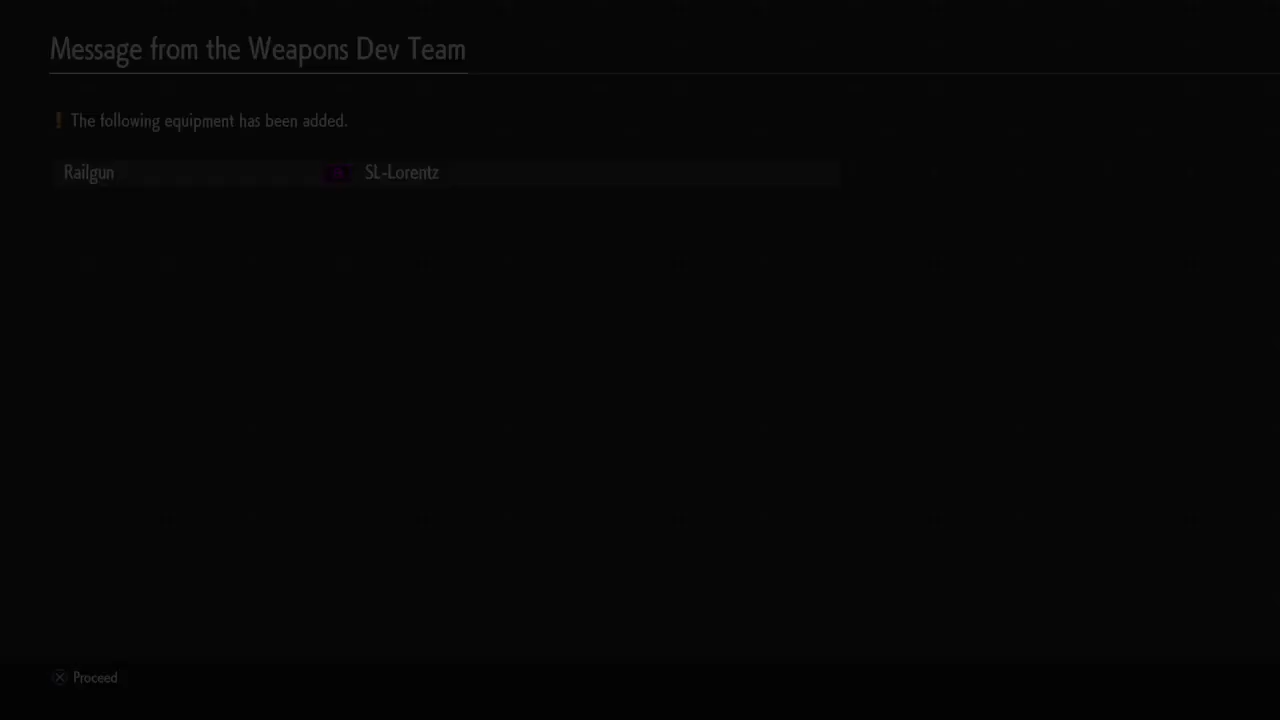 Message from the Weapons Dev Team
! The following equipment has been added.
Railgun SL-Lorentz
Proceed